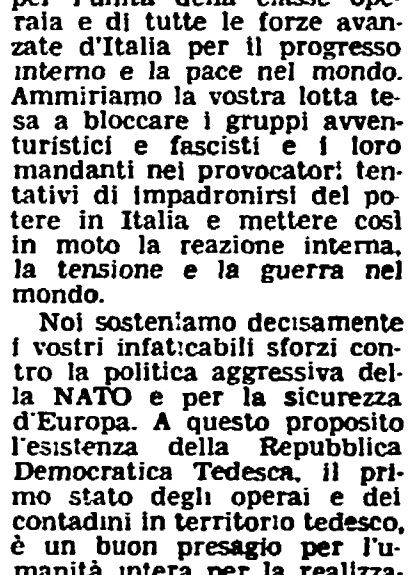 per l'unità della classe ope-
raia e di tutte le forze avan-
zate d'Italia per il progresso
interno e la pace nel mondo.
Ammiriamo la vostra lotta te-
sa a bloccare i gruppi avven-
turistici e fascisti e i loro
mandanti nei provocatori ten-
tativi di impadronirsi del po-
tere in Italia e mettere così
in moto la reazione interna,
la tensione e la guerra nel
mondo.
Noi sosteniamo decisamente
i vostri infaticabili sforzi con-
tro la politica aggressiva del-
la NATO e per la sicurezza
d'Europa. A questo proposito
l'esistenza della Repubblica
Democratica Tedesca, il pri-
mo stato degli operai e dei
contadini in territorio tedesco,
è un buon presagio per l'u-
manità intera per la realizza-